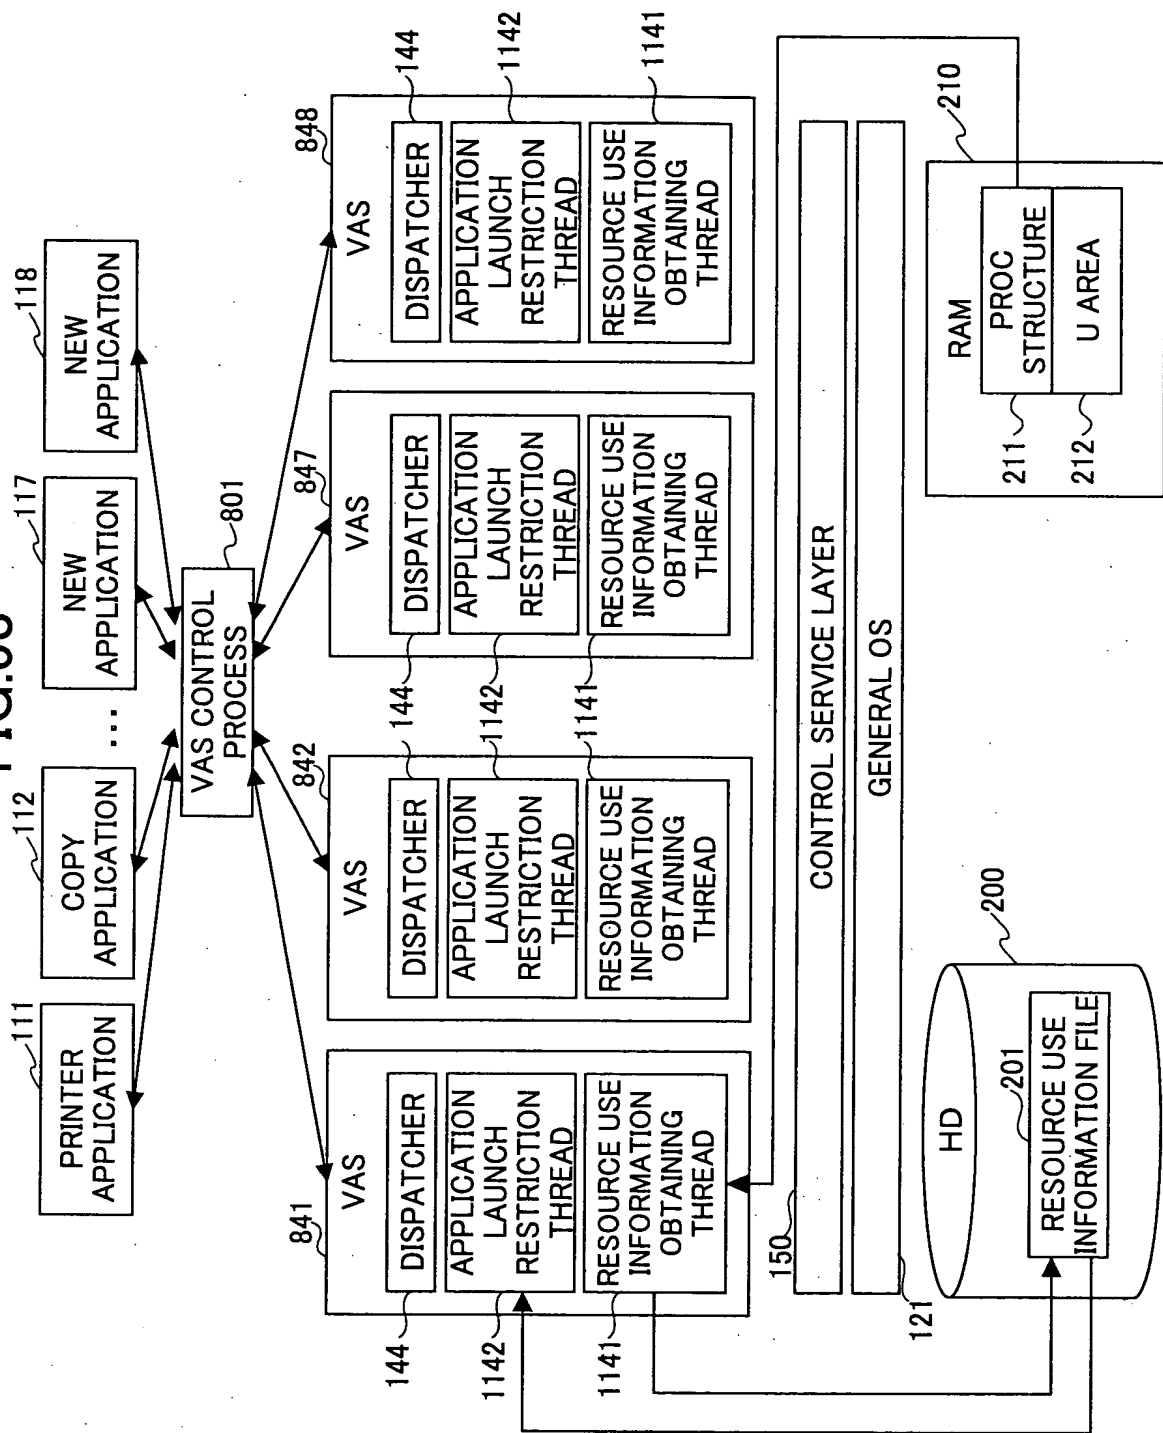 111
PRINTER
APPLICATION
112
COPY
APPLICATION
...
117
NEW
APPLICATION
118
NEW
APPLICATION
801
VAS CONTROL
PROCESS
841
VAS
DISPATCHER
APPLICATION
LAUNCH
RESTRICTION
THREAD
RESOURCE USE
INFORMATION
OBTAINING
THREAD
144
1142
1141
842
VAS
DISPATCHER
APPLICATION
LAUNCH
RESTRICTION
THREAD
RESOURCE USE
INFORMATION
OBTAINING
THREAD
144
1142
1141
847
VAS
DISPATCHER
APPLICATION
LAUNCH
RESTRICTION
THREAD
RESOURCE USE
INFORMATION
OBTAINING
THREAD
144
1142
1141
848
VAS
DISPATCHER
APPLICATION
LAUNCH
RESTRICTION
THREAD
RESOURCE USE
INFORMATION
OBTAINING
THREAD
144
1142
1141
150
CONTROL SERVICE LAYER
121
GENERAL OS
200
HD
201
RESOURCE USE
INFORMATION FILE
210
RAM
211
PROC
STRUCTURE
212
U AREA